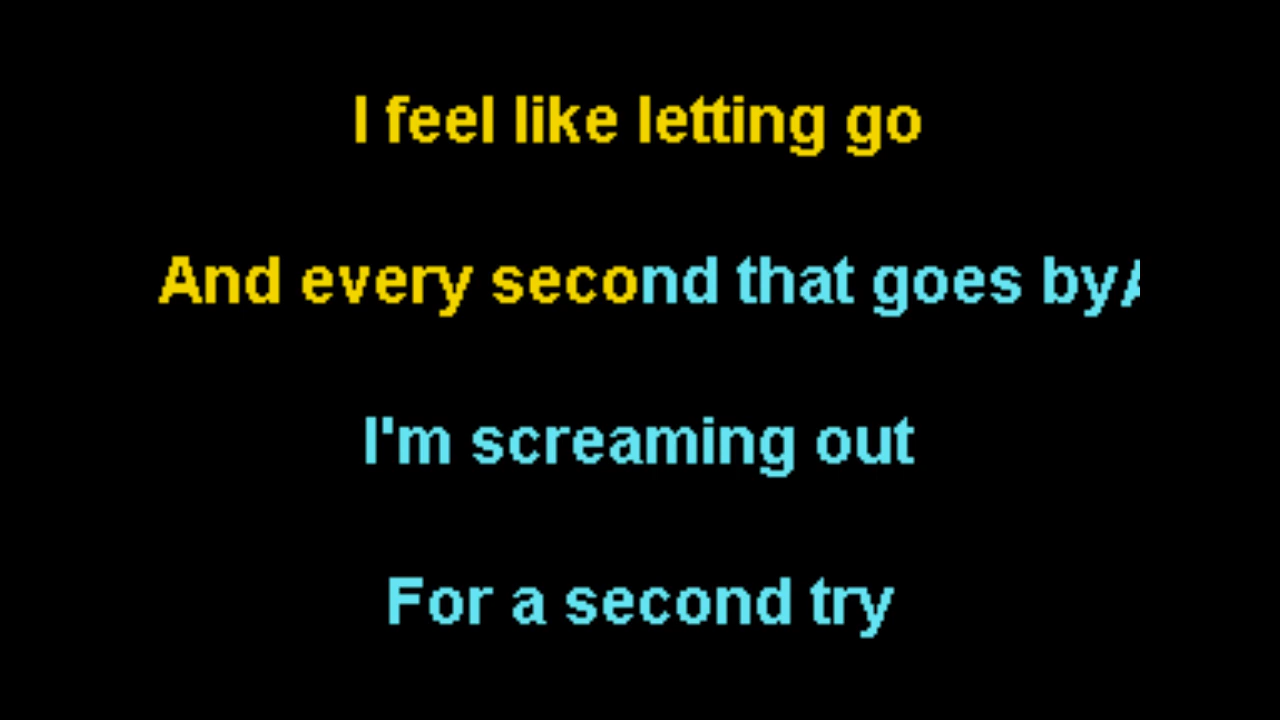 I feel like letting go
And every second that goes by
I'm screaming out
For a second try